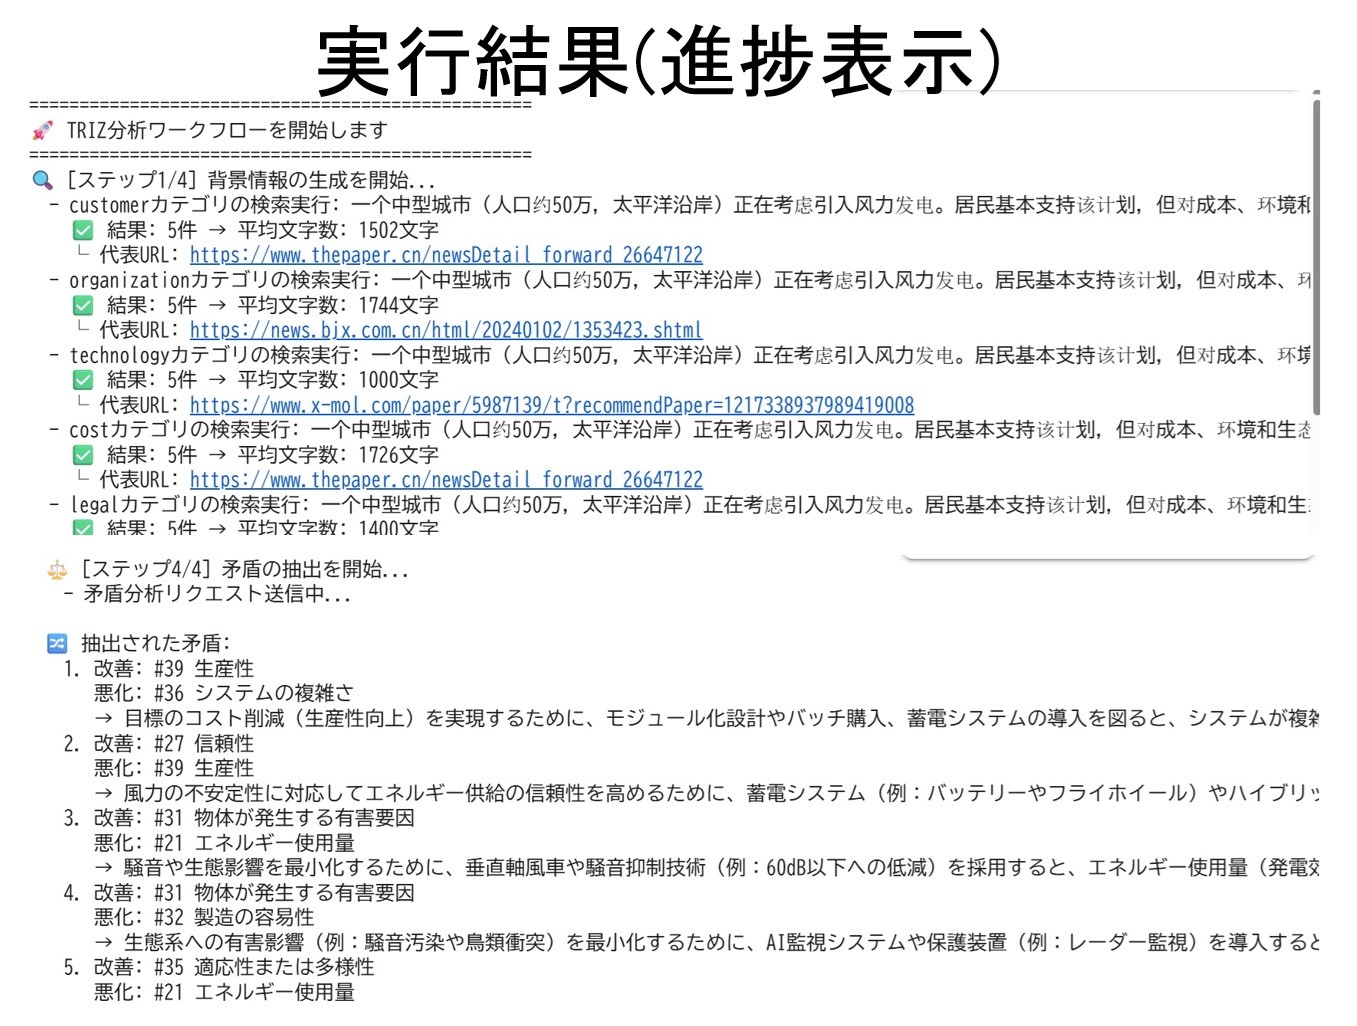 実行結果(進捗表示)
==================================================
🚀 TRIZ分析ワークフローを開始します
==================================================
🔍 [ステップ1/4] 背景情報の生成を開始...
- customerカテゴリの検索実行: 一个中型城市（人口约50万，太平洋沿岸）正在考虑引入风力发电。居民基本支持该计划，但对成本、环境和
✅ 結果: 5件 → 平均文字数: 1502文字
└ 代表URL: https://www.thepaper.cn/newsDetail_forward_26647122
- organizationカテゴリの検索実行: 一个中型城市（人口约50万，太平洋沿岸）正在考虑引入风力发电。居民基本支持该计划，但对成本、环
✅ 結果: 5件 → 平均文字数: 1744文字
└ 代表URL: https://news.bjx.com.cn/html/20240102/1353423.shtml
- technologyカテゴリの検索実行: 一个中型城市（人口约50万，太平洋沿岸）正在考虑引入风力发电。居民基本支持该计划，但对成本、环境
✅ 結果: 5件 → 平均文字数: 1000文字
└ 代表URL: https://www.x-mol.com/paper/5987139/t?recommendPaper=1217338937989419008
- costカテゴリの検索実行: 一个中型城市（人口约50万，太平洋沿岸）正在考虑引入风力发电。居民基本支持该计划，但对成本、环境和生态
✅ 結果: 5件 → 平均文字数: 1726文字
└ 代表URL: https://www.thepaper.cn/newsDetail_forward_26647122
- legalカテゴリの検索実行: 一个中型城市（人口约50万，太平洋沿岸）正在考虑引入风力发电。居民基本支持该计划，但对成本、环境和生
✅ 結果: 5件 → 平均文字数: 1400文字
⚖️ [ステップ4/4] 矛盾の抽出を開始...
- 矛盾分析リクエスト送信中...
🔀 抽出された矛盾:
1. 改善: #39 生産性
悪化: #36 システムの複雑さ
→ 目標のコスト削減（生産性向上）を実現するために、モジュール化設計やバッチ購入、蓄電システムの導入を図ると、システムが複雑
2. 改善: #27 信頼性
悪化: #39 生産性
→ 風力の不安定性に対応してエネルギー供給の信頼性を高めるために、蓄電システム（例：バッテリーやフライホイール）やハイブリッ
3. 改善: #31 物体が発生する有害要因
悪化: #21 エネルギー使用量
→ 騒音や生態影響を最小化するために、垂直軸風車や騒音抑制技術（例：60dB以下への低減）を採用すると、エネルギー使用量（発電効
4. 改善: #31 物体が発生する有害要因
悪化: #32 製造の容易性
→ 生態系への有害影響（例：騒音汚染や鳥類衝突）を最小化するために、AI監視システムや保護装置（例：レーダー監視）を導入すると
5. 改善: #35 適応性または多様性
悪化: #21 エネルギー使用量